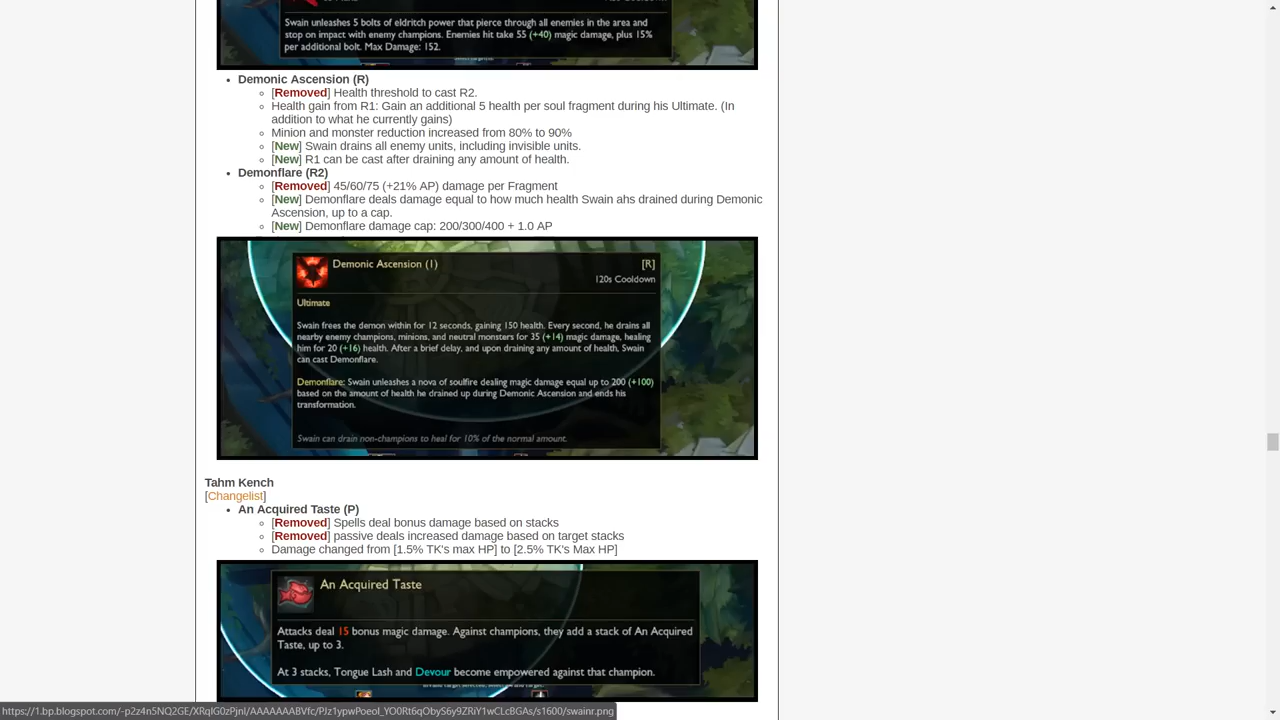 Swain unleashes 5 bolts of eldritch power that pierce through all enemies in the area and
stop on impact with enemy champions. Enemies hit take 55 (+40) magic damage, plus 15%
per additional bolt. Max Damage: 152.
• Demonic Ascension (R)
[Removed] Health threshold to cast R2.
Health gain from R1: Gain an additional 5 health per soul fragment during his Ultimate. (In
addition to what he currently gains)
Minion and monster reduction increased from 80% to 90%
[New] Swain drains all enemy units, including invisible units.
[New] R1 can be cast after draining any amount of health.
• Demonflare (R2)
[Removed] 45/60/75 (+21% AP) damage per Fragment
[New] Demonflare deals damage equal to how much health Swain ahs drained during Demonic
Ascension, up to a cap.
[New] Demonflare damage cap: 200/300/400 + 1.0 AP
Demonic Ascension (1) [R]
120s Cooldown
Ultimate
Swain frees the demon within for 12 seconds, gaining 150 health. Every second, he drains all
nearby enemy champions, minions, and neutral monsters for 35 (+14) magic damage, healing
him for 20 (+16) health. After a brief delay, and upon draining any amount of health, Swain
can cast Demonflare.
Demonflare: Swain unleashes a nova of soulfire dealing magic damage equal up to 200 (+100)
based on the amount of health he drained up during Demonic Ascension and ends his
transformation.
Swain can drain non-champions to heal for 10% of the normal amount.
Tahm Kench
[Changelist]
• An Acquired Taste (P)
[Removed] Spells deal bonus damage based on stacks
[Removed] passive deals increased damage based on target stacks
Damage changed from [1.5% TK's max HP] to [2.5% TK's Max HP]
An Acquired Taste
Attacks deal 15 bonus magic damage. Against champions, they add a stack of An Acquired
Taste, up to 3.
At 3 stacks, Tongue Lash and Devour become empowered against that champion.